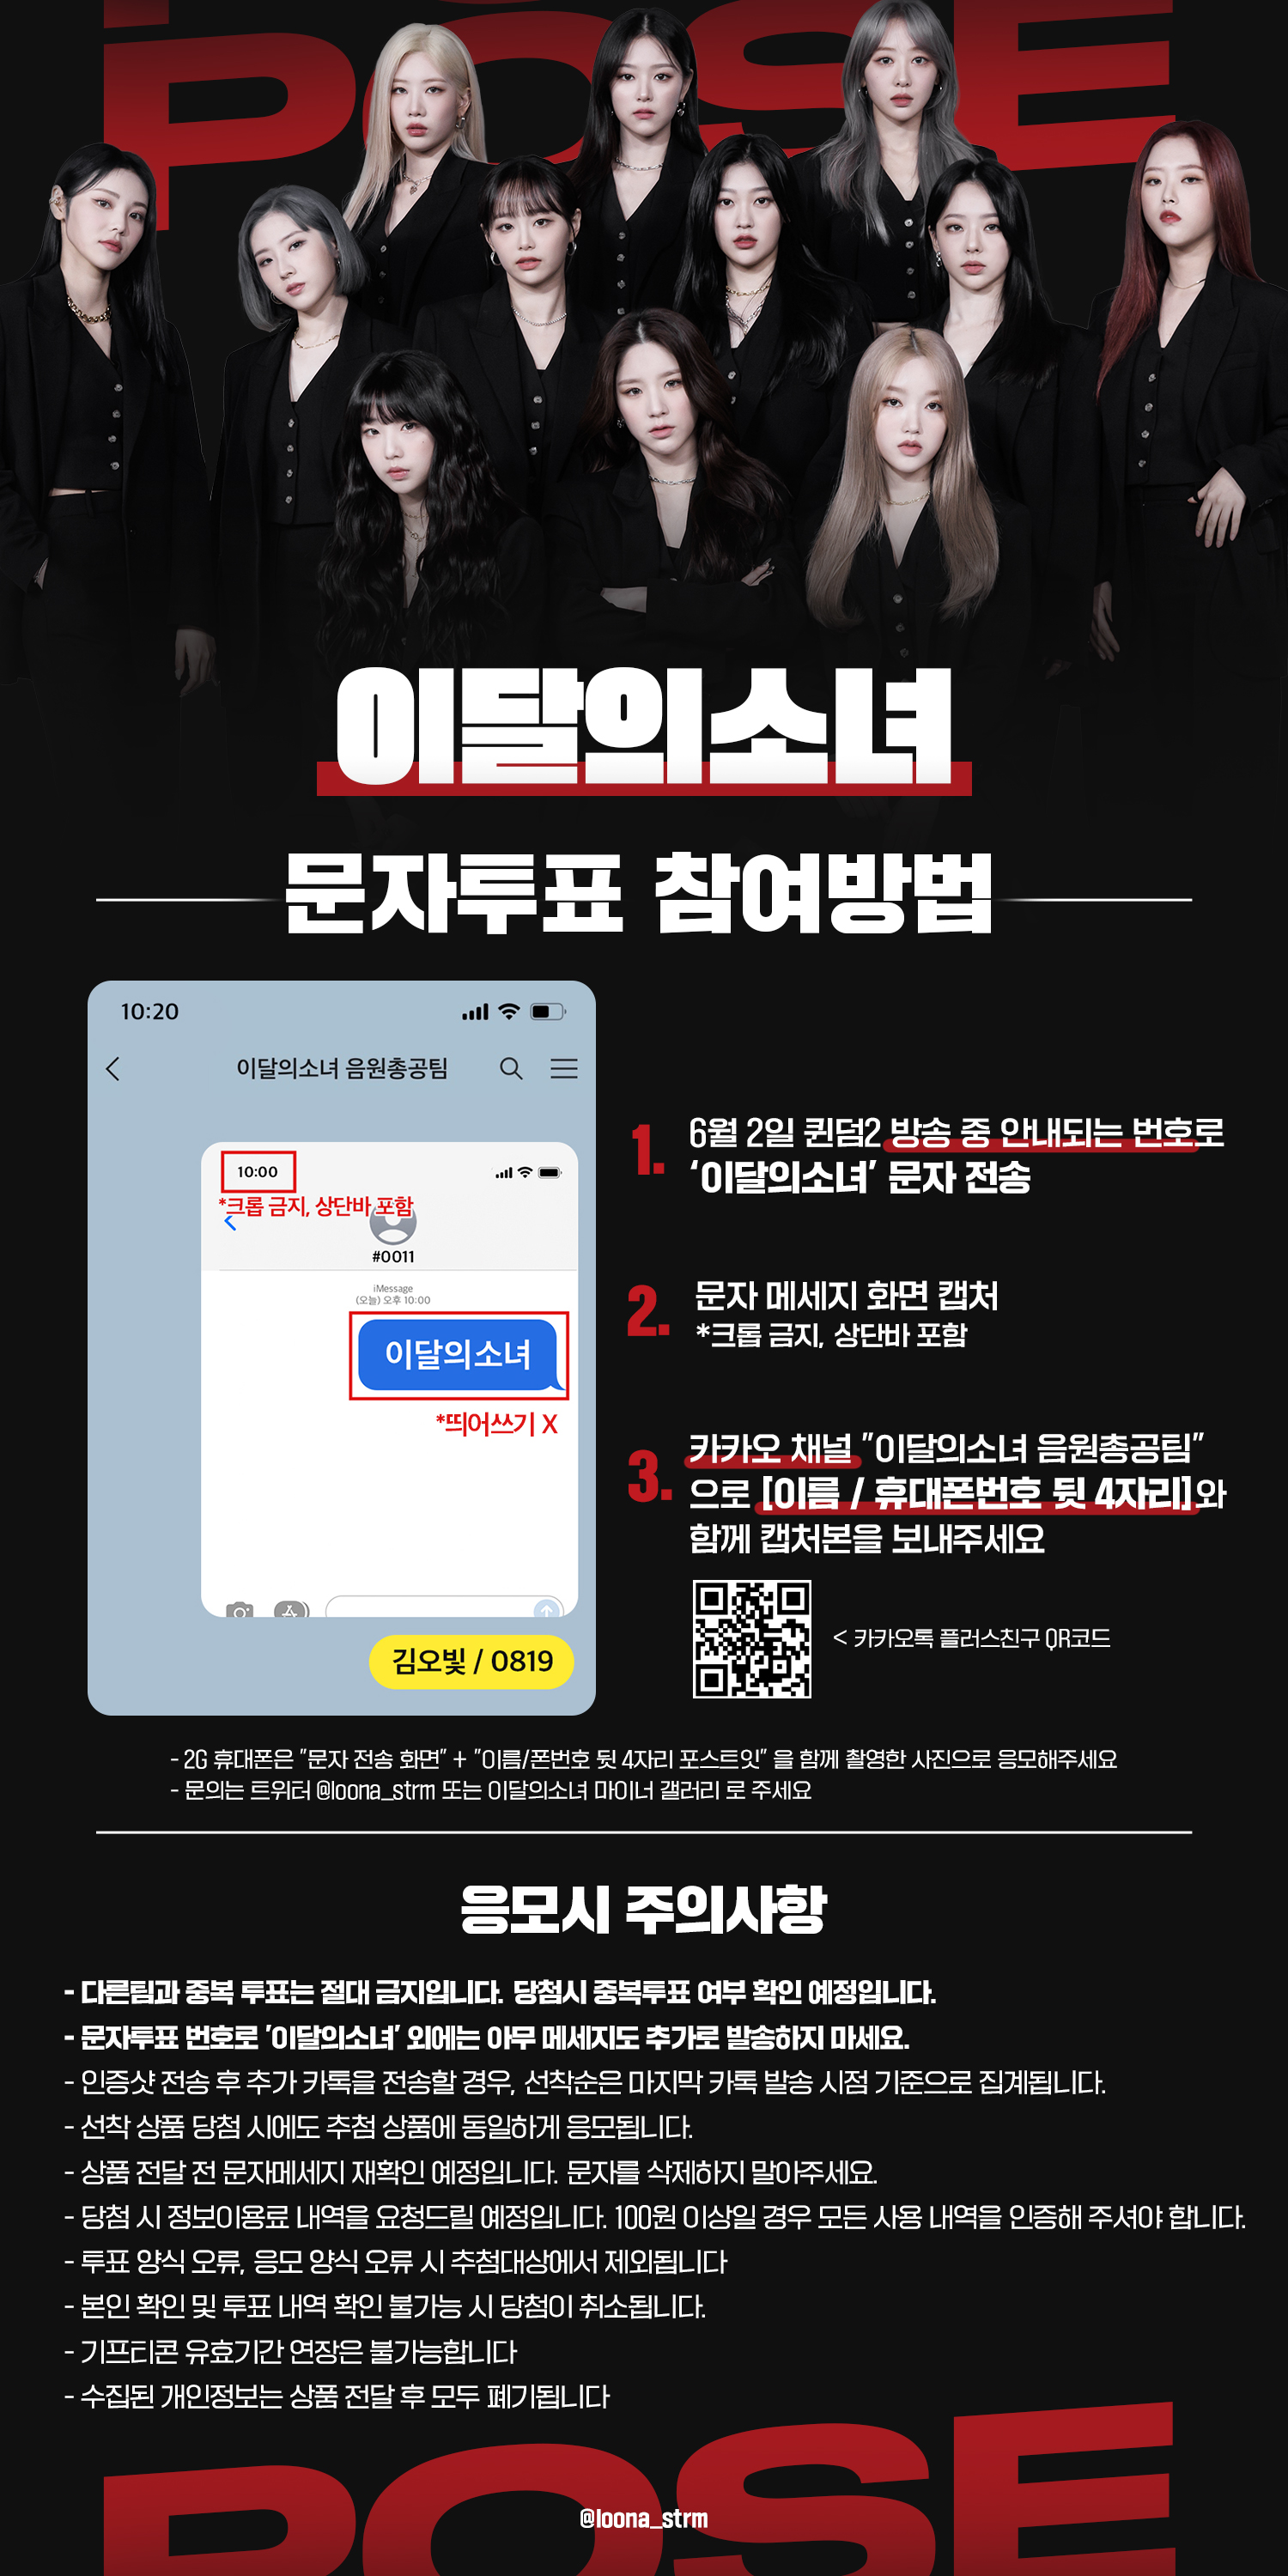 POSE
이달의소녀
문자투표 참여방법
10:20
이달의소녀 음원총공팀
10:00
*크롭 금지, 상단바 포함
#0011
iMessage
(오늘) 오후 10:00
이달의소녀
*띄어쓰기 X
김오빛 / 0819
1. 6월 2일 퀸덤2 방송 중 안내되는 번호로
‘이달의소녀’ 문자 전송
2. 문자 메세지 화면 캡처
*크롭 금지, 상단바 포함
3. 카카오 채널 "이달의소녀 음원총공팀"
으로 [이름 / 휴대폰번호 뒷 4자리]와
함께 캡처본을 보내주세요
< 카카오톡 플러스친구 QR코드
- 2G 휴대폰은 "문자 전송 화면" + "이름/폰번호 뒷 4자리 포스트잇" 을 함께 촬영한 사진으로 응모해주세요
- 문의는 트위터 @loona_strm 또는 이달의소녀 마이너 갤러리 로 주세요
응모시 주의사항
- 다른팀과 중복 투표는 절대 금지입니다. 당첨시 중복투표 여부 확인 예정입니다.
- 문자투표 번호로 '이달의소녀' 외에는 아무 메세지도 추가로 발송하지 마세요.
- 인증샷 전송 후 추가 카톡을 전송할 경우, 선착순은 마지막 카톡 발송 시점 기준으로 집계됩니다.
- 선착 상품 당첨 시에도 추첨 상품에 동일하게 응모됩니다.
- 상품 전달 전 문자메세지 재확인 예정입니다. 문자를 삭제하지 말아주세요.
- 당첨 시 정보이용료 내역을 요청드릴 예정입니다. 100원 이상일 경우 모든 사용 내역을 인증해 주셔야 합니다.
- 투표 양식 오류, 응모 양식 오류 시 추첨대상에서 제외됩니다
- 본인 확인 및 투표 내역 확인 불가능 시 당첨이 취소됩니다.
- 기프티콘 유효기간 연장은 불가능합니다
- 수집된 개인정보는 상품 전달 후 모두 폐기됩니다
POSE
@loona_strm